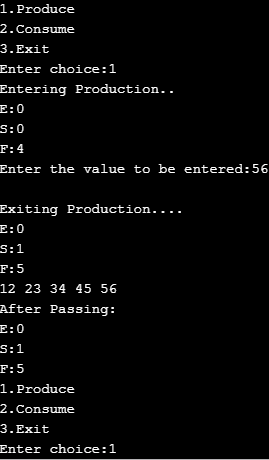 1.Produce
2.Consume
3.Exit
Enter choice:1
Entering Production..
E:0
S:0
F:4
Enter the value to be entered:56
Exiting Production....
E:0
S:1
F:5
12 23 34 45 56
After Passing:
E:0
S:1
F:5
1.Produce
2.Consume
3.Exit
Enter choice:1